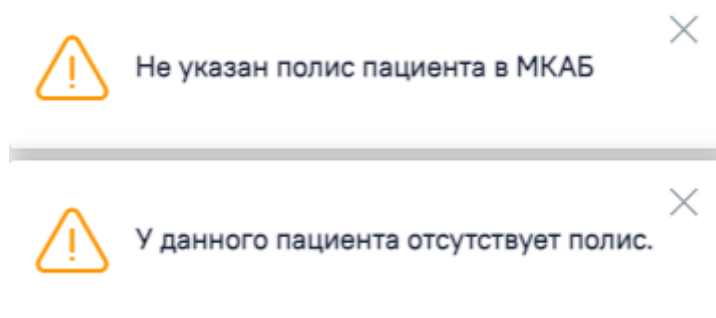 Не указан полис пациента в МКАБ
У данного пациента отсутствует полис.